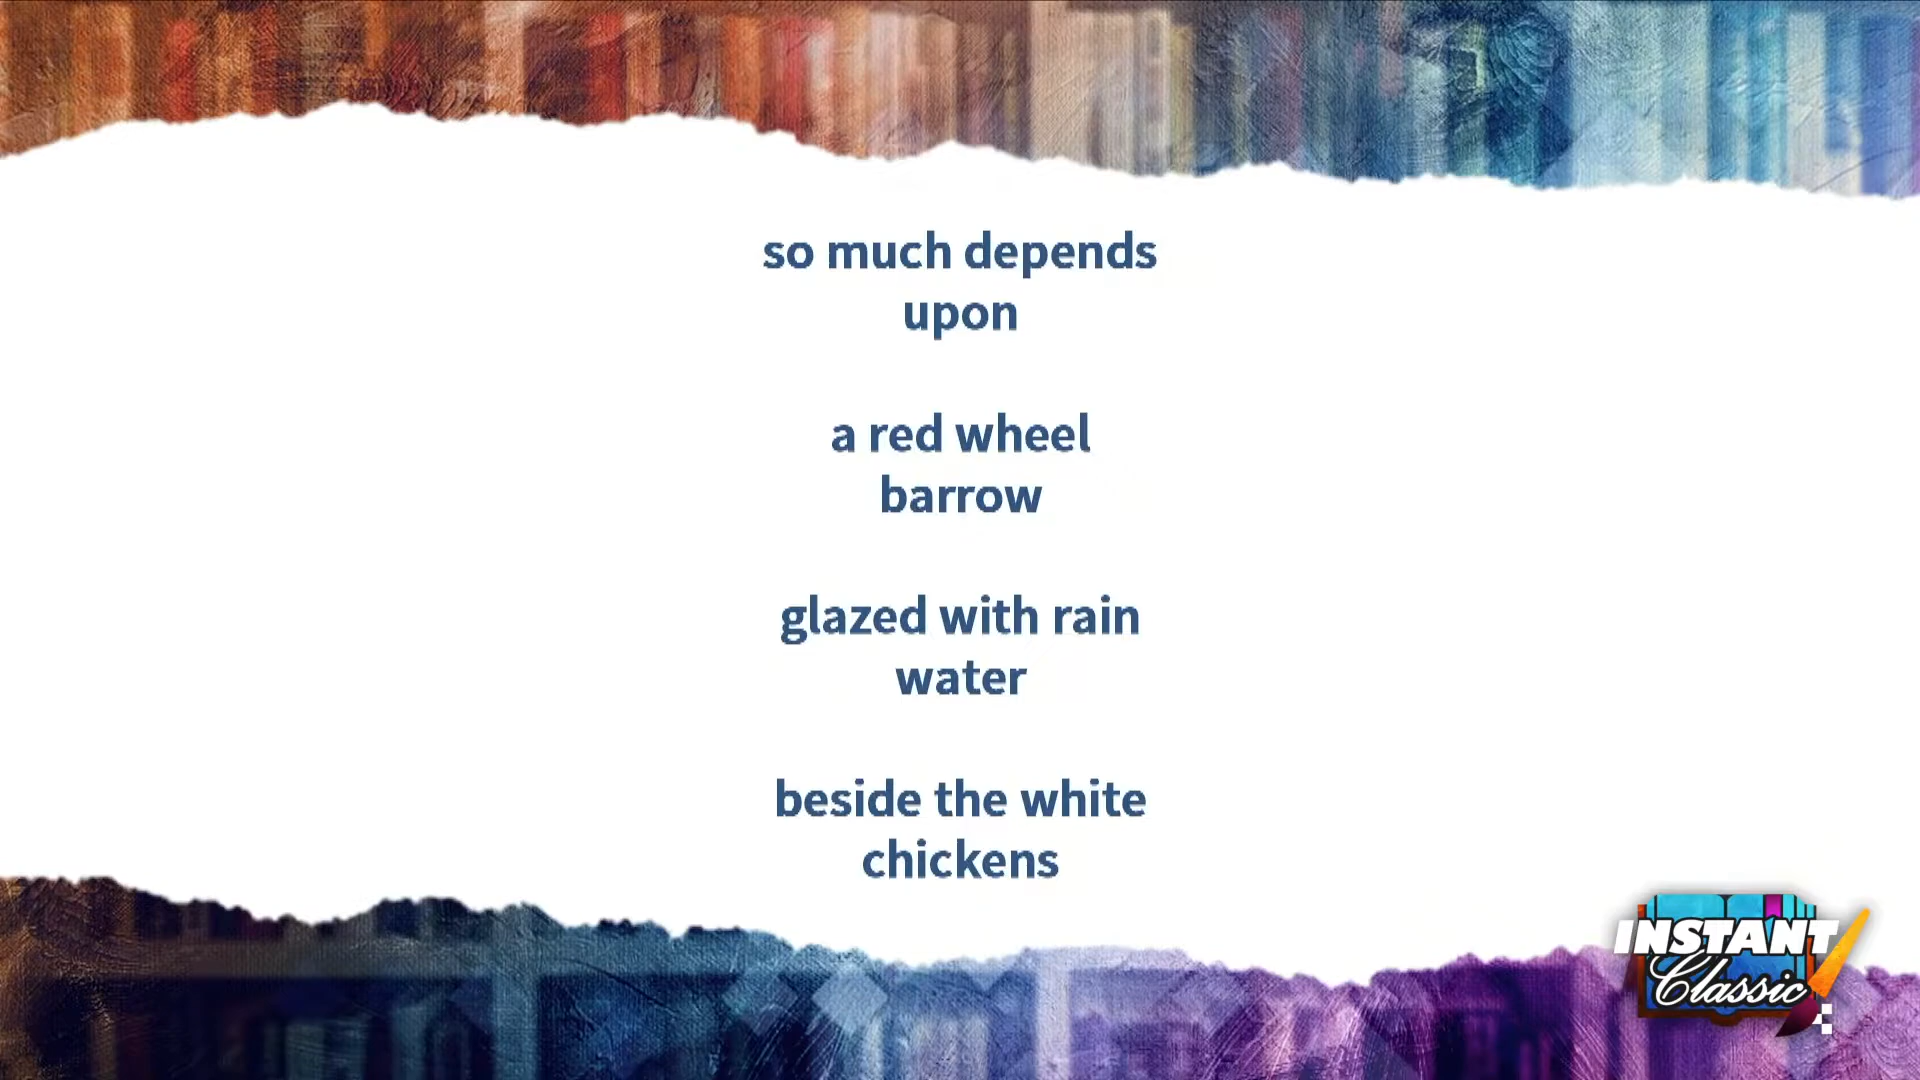 so much depends
upon
a red wheel
barrow
glazed with rain
water
beside the white
chickens
INSTANT
Classic